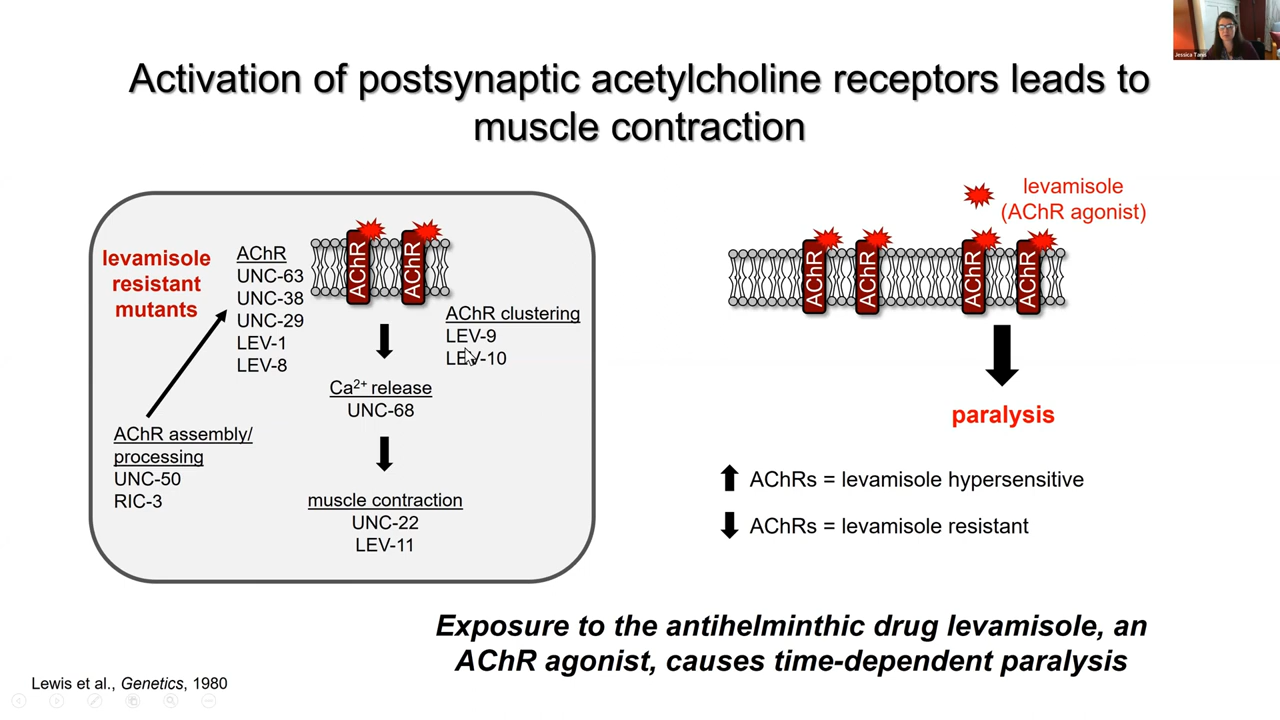 Jessica Tanis
Activation of postsynaptic acetylcholine receptors leads to
muscle contraction
levamisole
resistant
mutants
AChR
UNC-63
UNC-38
UNC-29
LEV-1
LEV-8
AChR
AChR
AChR clustering
LEV-9
LEV-10
Ca²⁺ release
UNC-68
AChR assembly/
processing
UNC-50
RIC-3
muscle contraction
UNC-22
LEV-11
levamisole
(AChR agonist)
AChR
AChR
AChR
AChR
paralysis
AChRs = levamisole hypersensitive
AChRs = levamisole resistant
Exposure to the antihelminthic drug levamisole, an
AChR agonist, causes time-dependent paralysis
Lewis et al., Genetics, 1980